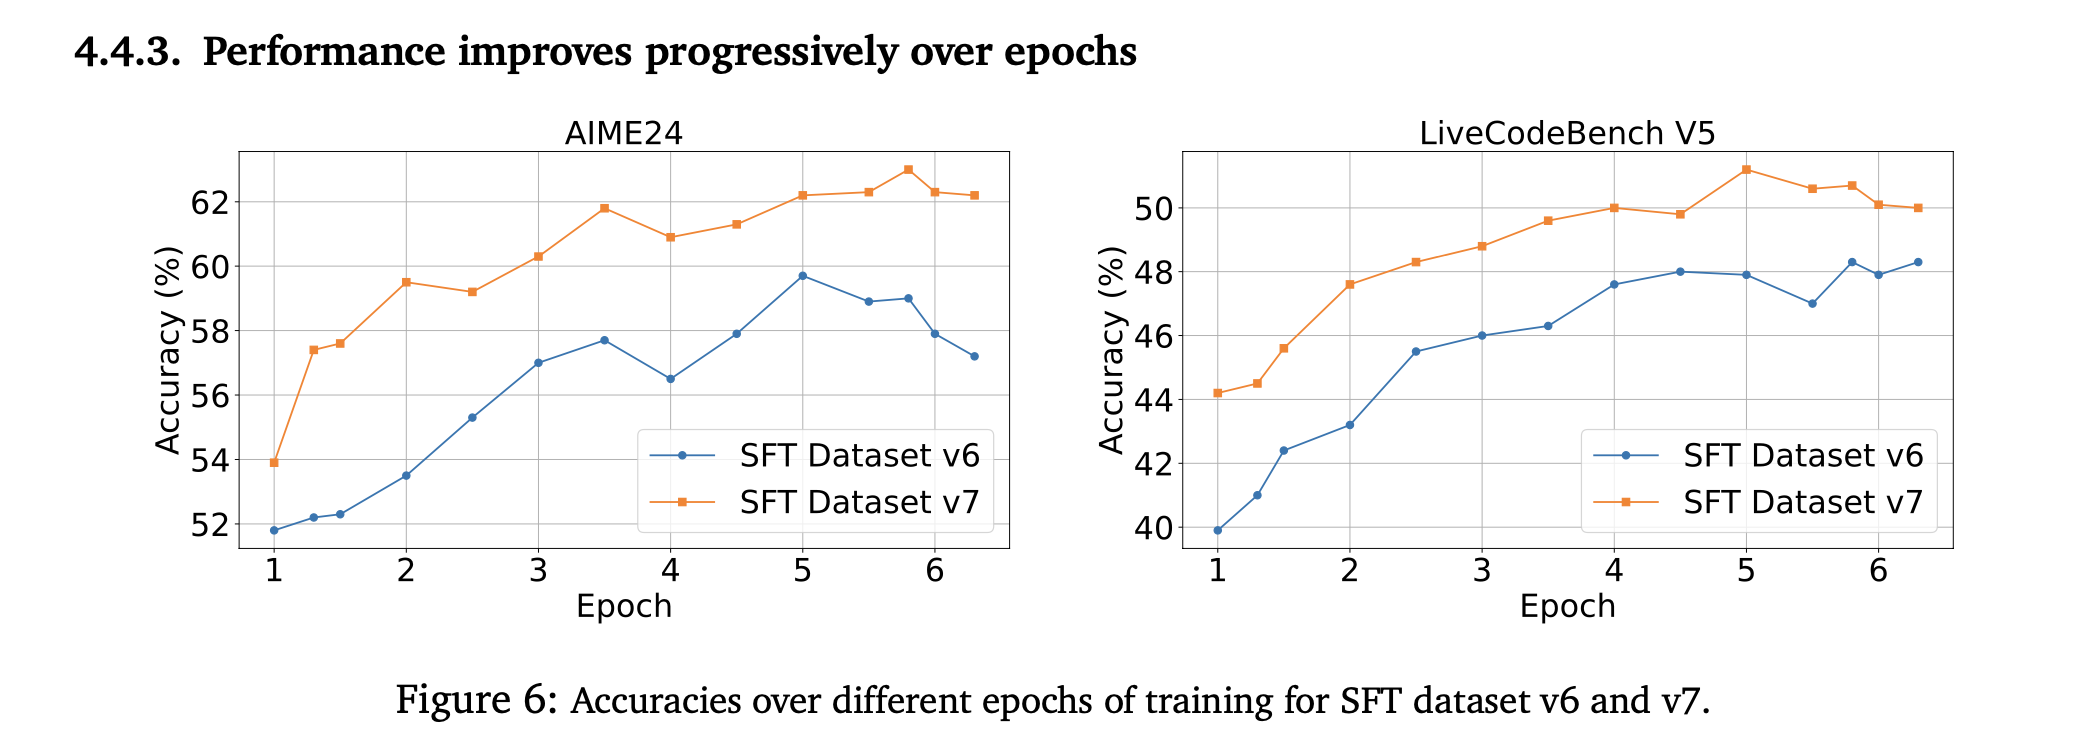 4.4.3. Performance improves progressively over epochs
AIME24
Accuracy (%)
62
60
58
56
54
52
1 2 3 4 5 6
Epoch
SFT Dataset v6
SFT Dataset v7
LiveCodeBench V5
Accuracy (%)
50
48
46
44
42
40
1 2 3 4 5 6
Epoch
SFT Dataset v6
SFT Dataset v7
Figure 6: Accuracies over different epochs of training for SFT dataset v6 and v7.